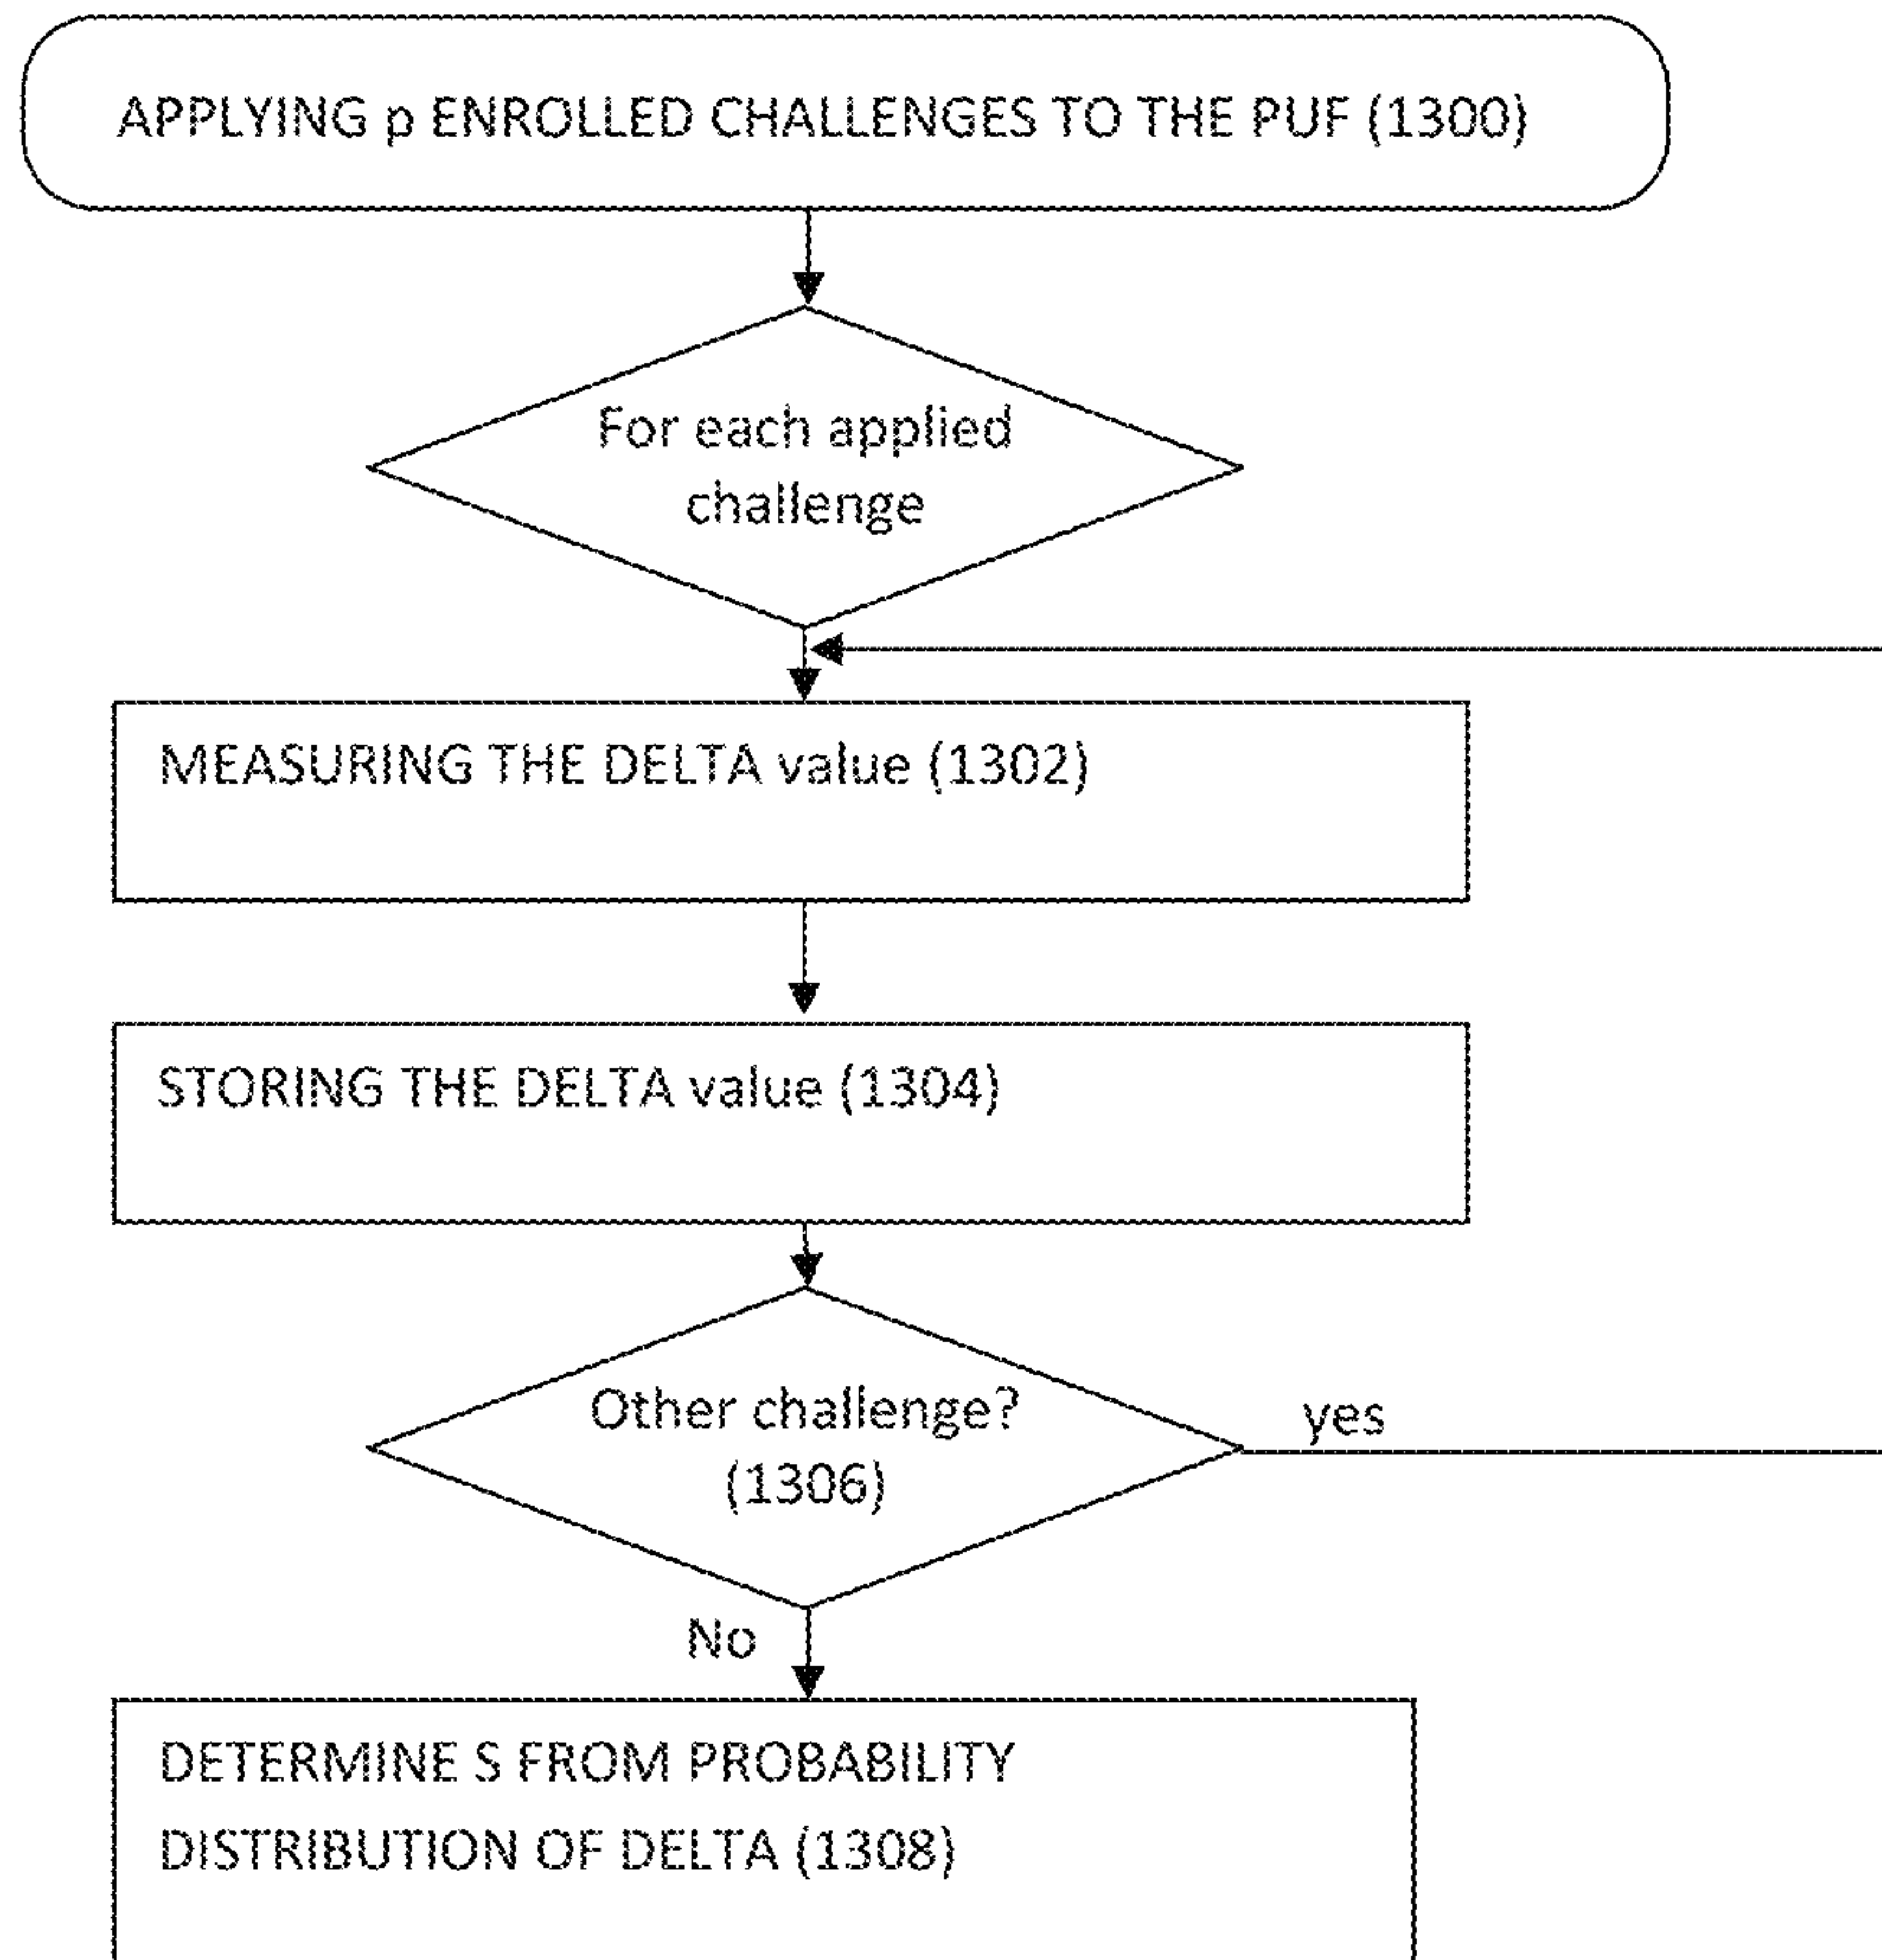 APPLYING p ENROLLED CHALLENGES TO THE PUF (1300)
For each applied
challenge
MEASURING THE DELTA value (1302)
STORING THE DELTA value (1304)
Other challenge?
(1306)
yes
No
DETERMINE S FROM PROBABILITY
DISTRIBUTION OF DELTA (1308)